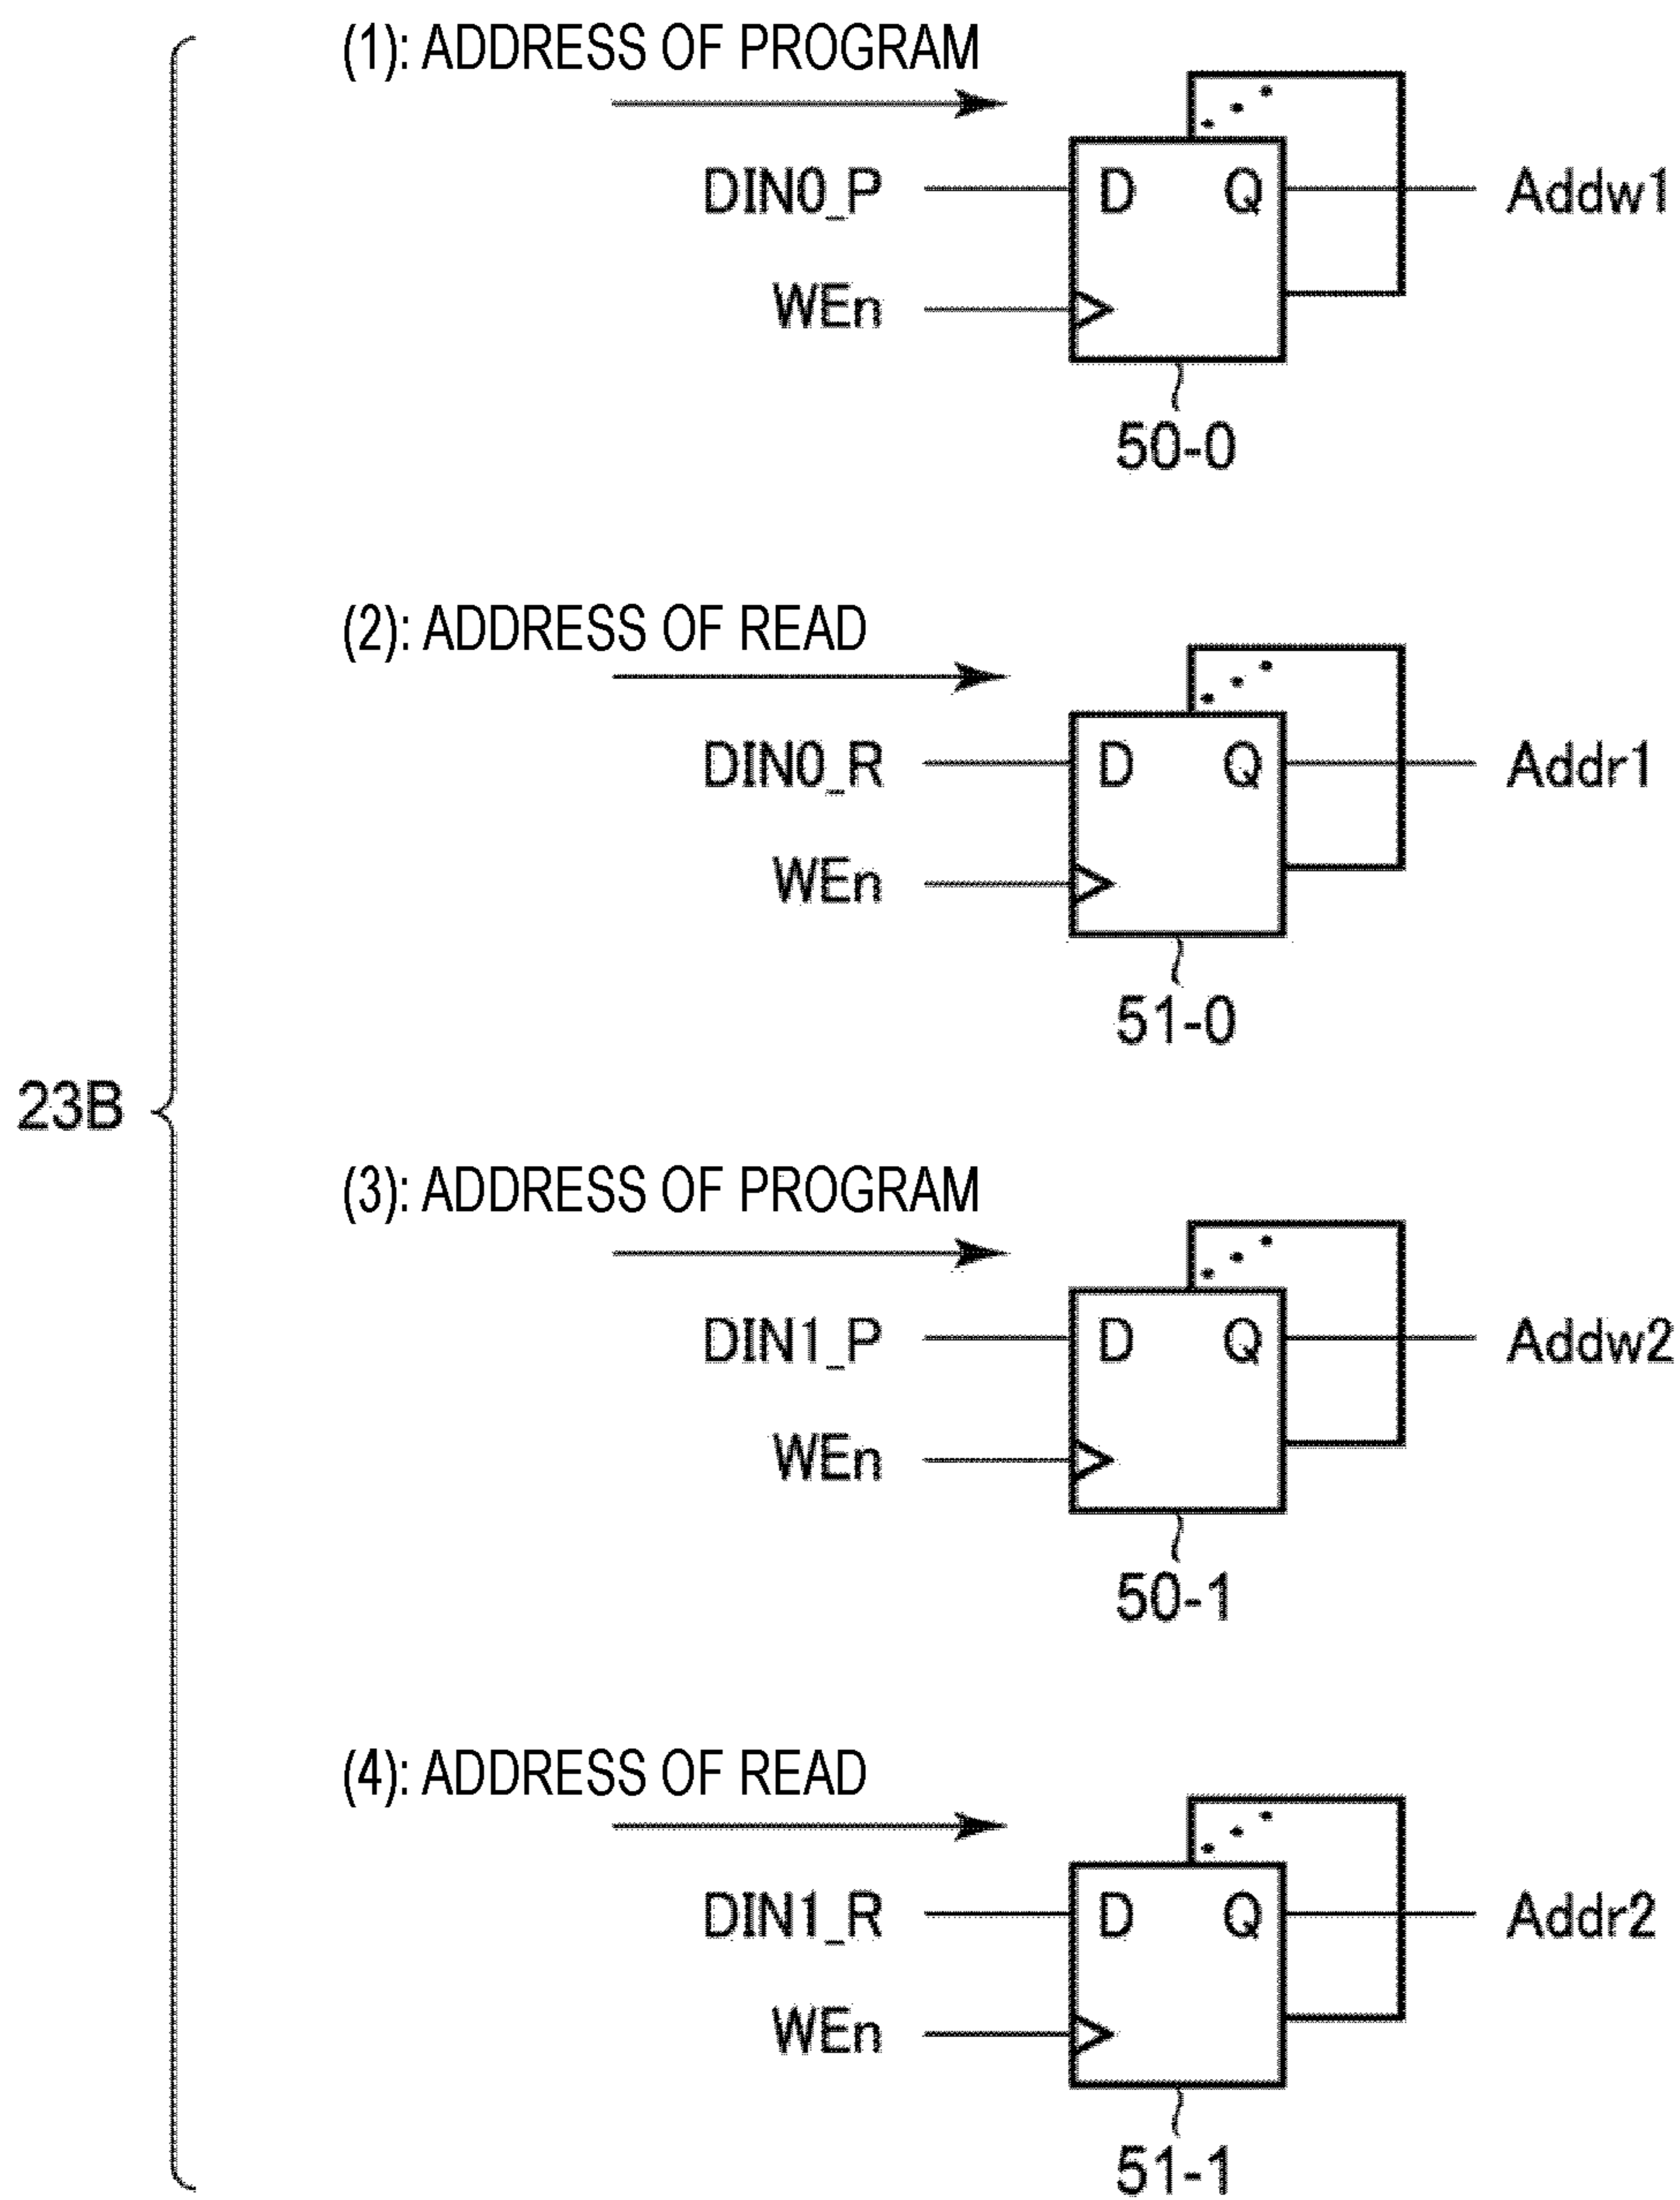 (1): ADDRESS OF PROGRAM
DIN0_P D Q Addw1
WEn
50-0
(2): ADDRESS OF READ
DIN0_R D Q Addr1
WEn
51-0
23B
(3): ADDRESS OF PROGRAM
DIN1_P D Q Addw2
WEn
50-1
(4): ADDRESS OF READ
DIN1_R D Q Addr2
WEn
51-1